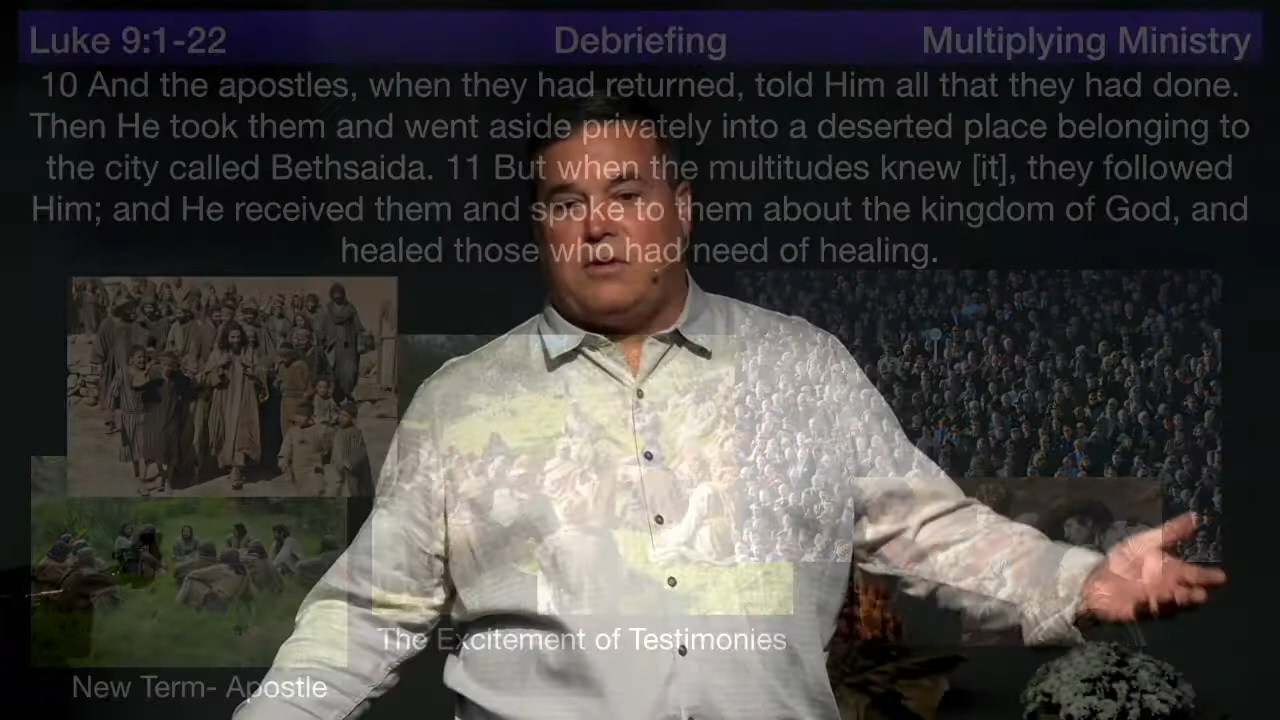 Luke 9:1-22 Debriefing Multiplying Ministry
10 And the apostles, when they had returned, told Him all that they had done.
Then He took them and went aside privately into a deserted place belonging to
the city called Bethsaida. 11 But when the multitudes knew [it], they followed
Him; and He received them and spoke to them about the kingdom of God, and
healed those who had need of healing.
The Excitement of Testimonies
New Term- Apostle